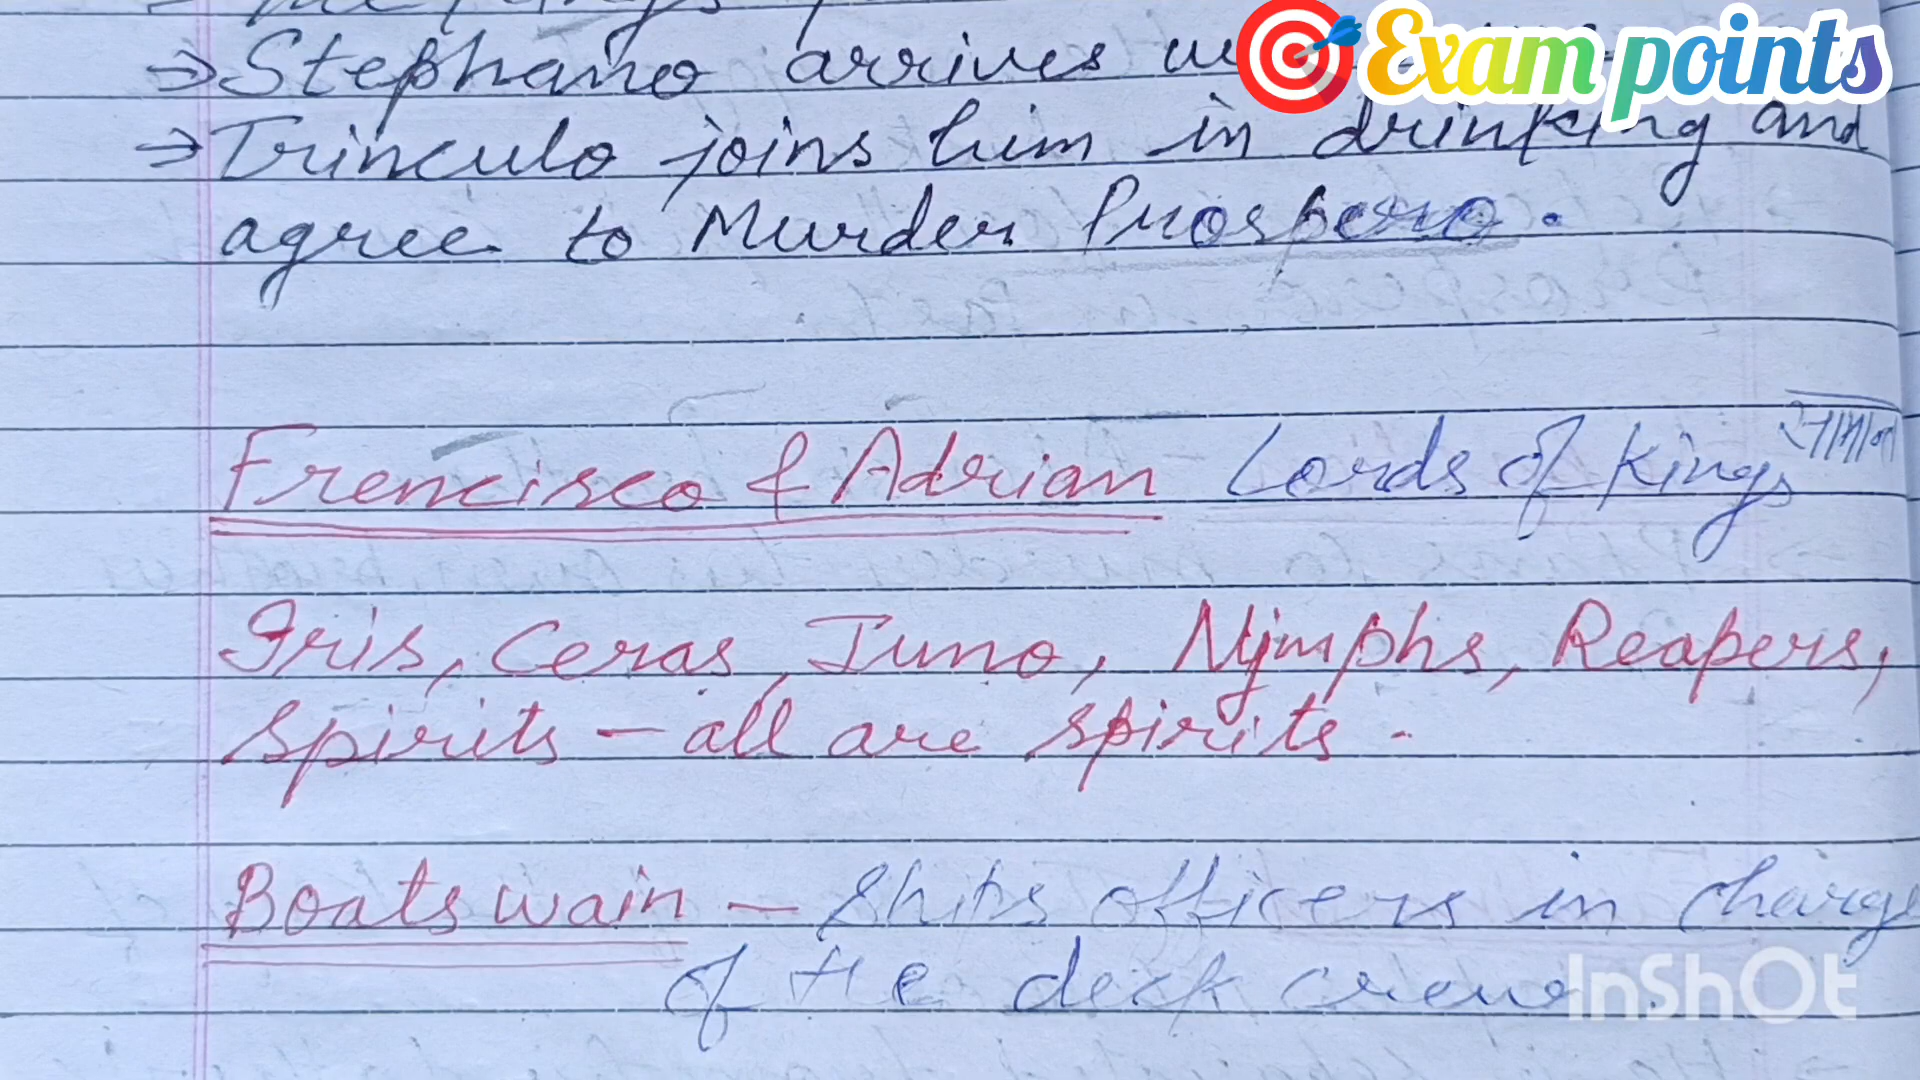 → Stephano arrives
Exam points
→ Trinculo joins him in drinking and
agree to Murder Prospero.
Frencisco & Adrian Lords of Kings
Iris, Ceras, Juno, Nymphs, Reapers,
spirits - all are spirits.
Boatswain - Ships officers in charge
of the deck crew.
InShOt